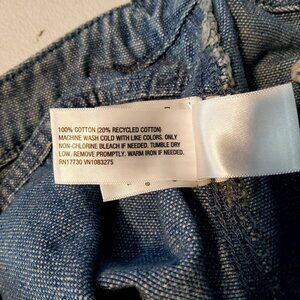 100% COTTON (20% RECYCLED COTTON)
MACHINE WASH COLD WITH LIKE COLORS. ONLY
NON-CHLORINE BLEACH IF NEEDED. TUMBLE DRY
LOW. REMOVE PROMPTLY. WARM IRON IF NEEDED.
RN17730 VN1083275